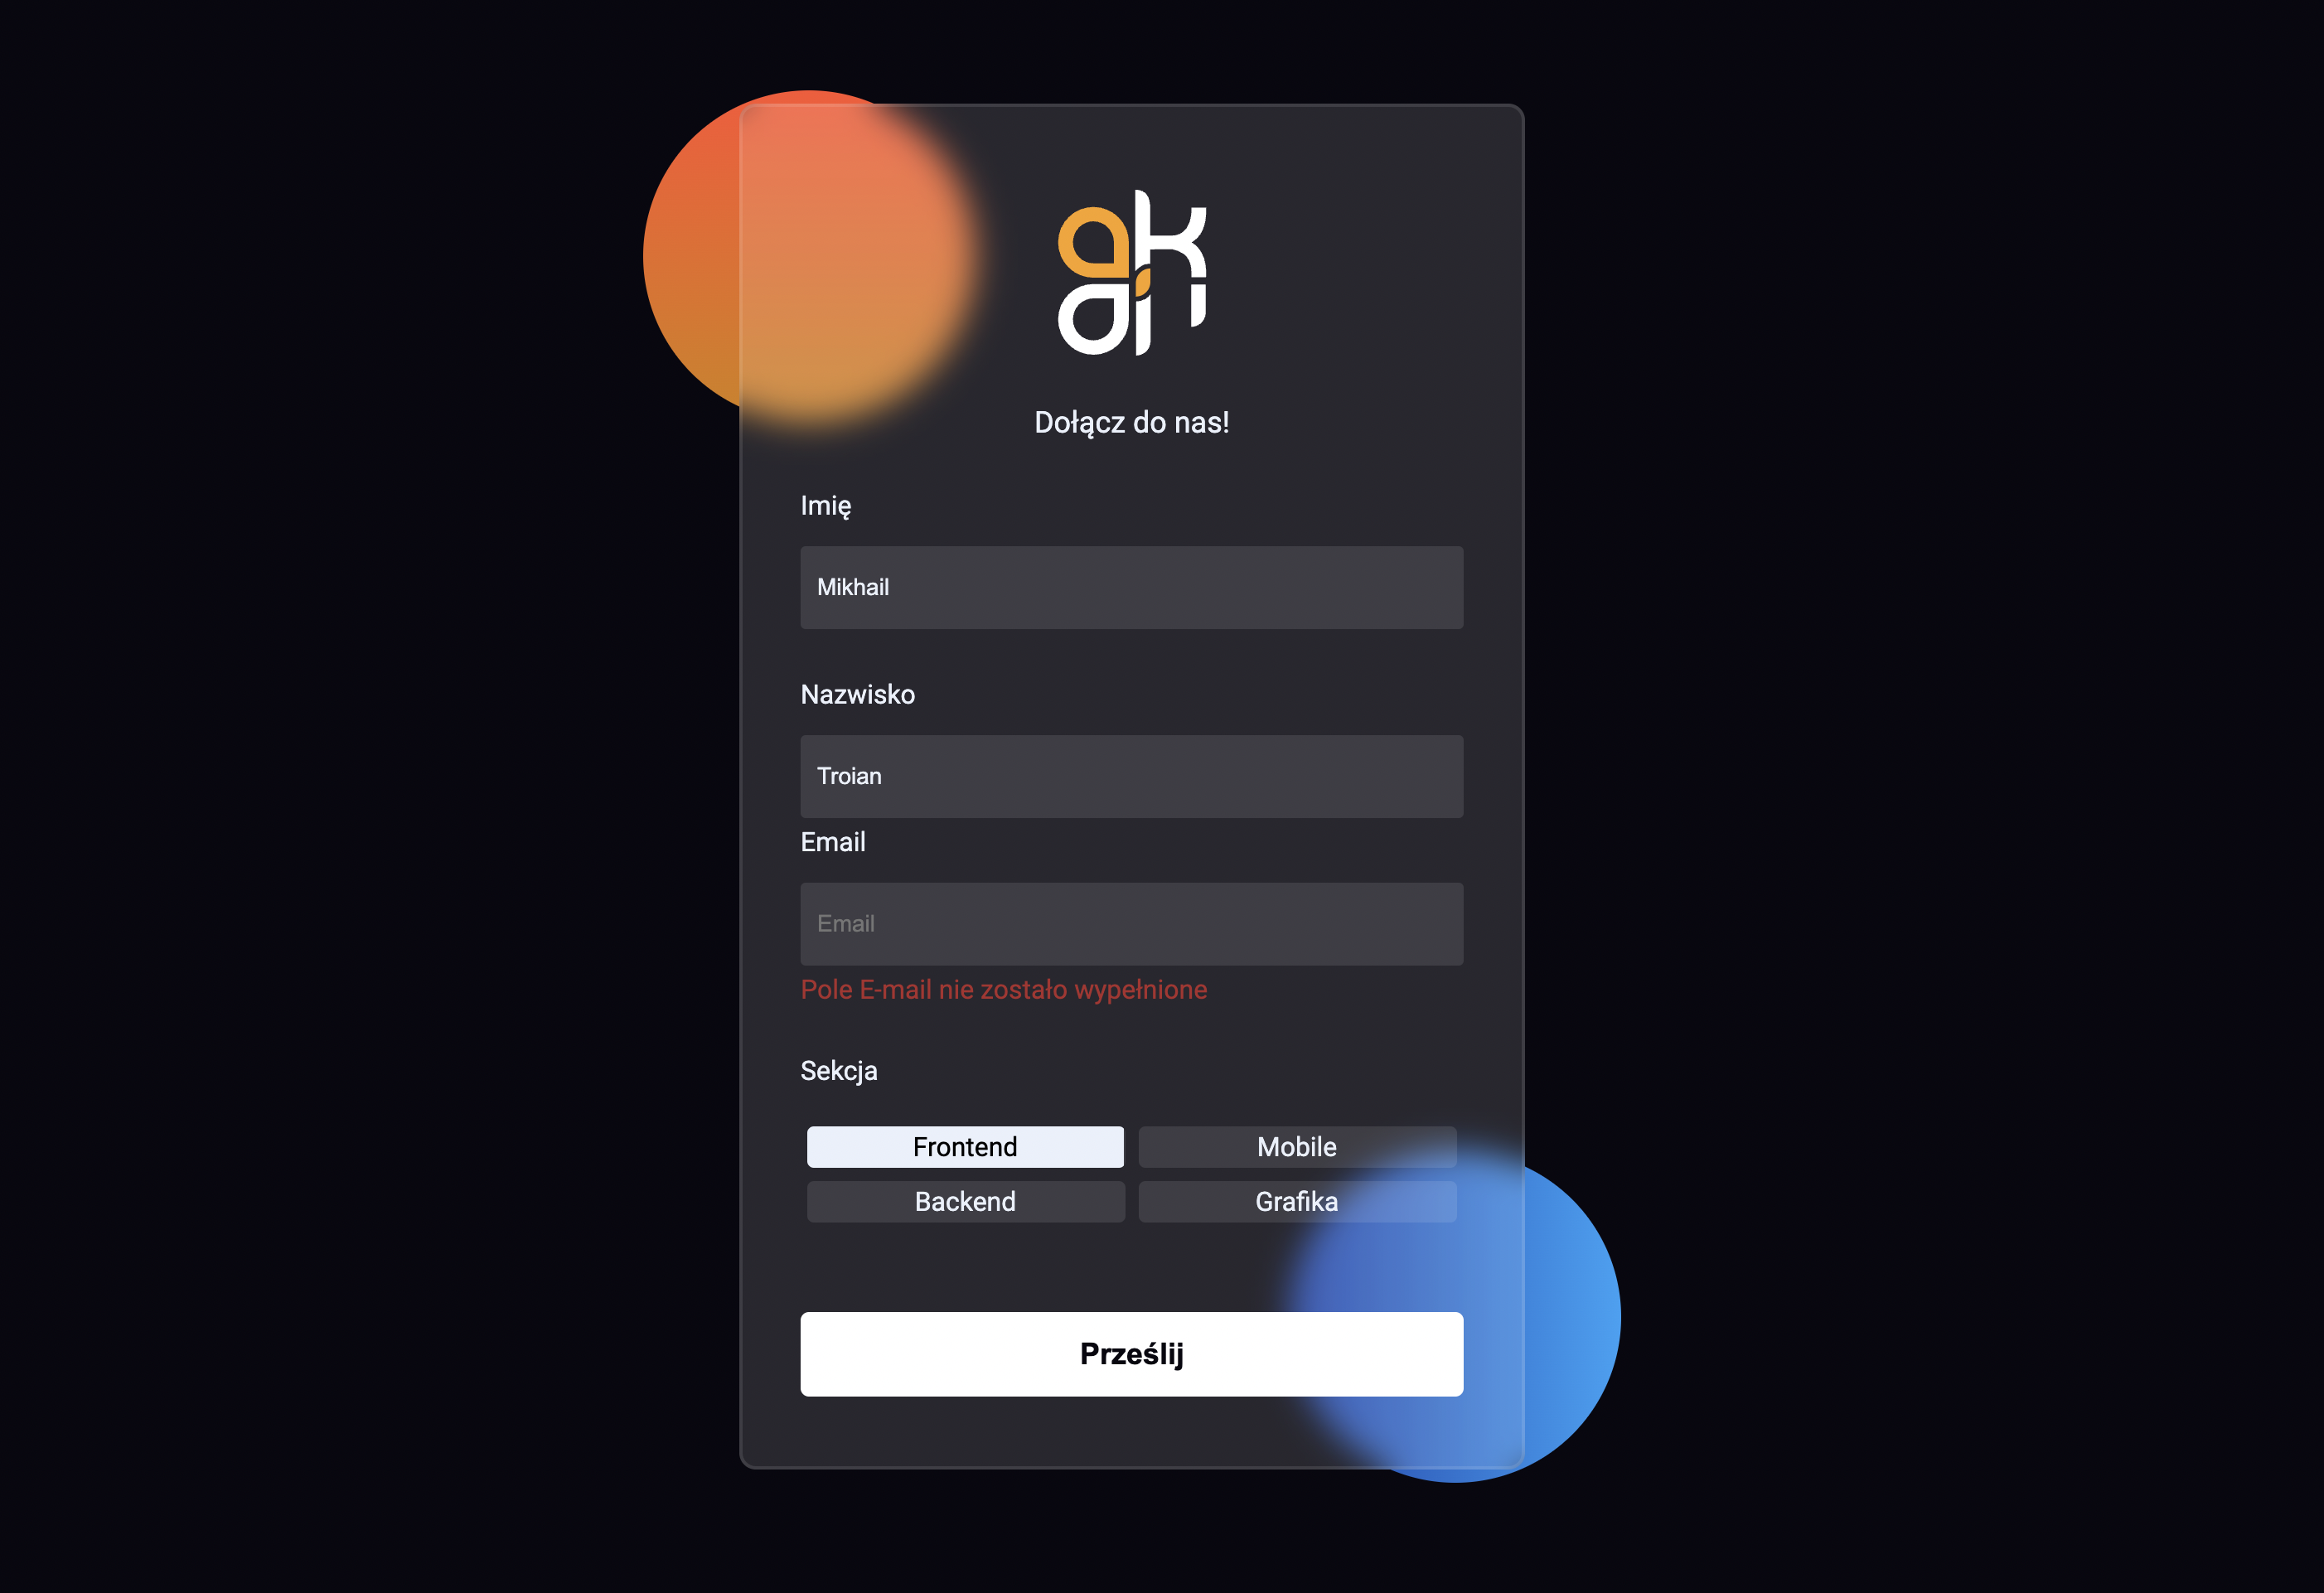 Dołącz do nas!
Imię
Mikhail
Nazwisko
Troian
Email
Email
Pole E-mail nie zostało wypełnione
Sekcja
Frontend
Mobile
Backend
Grafika
Prześlij